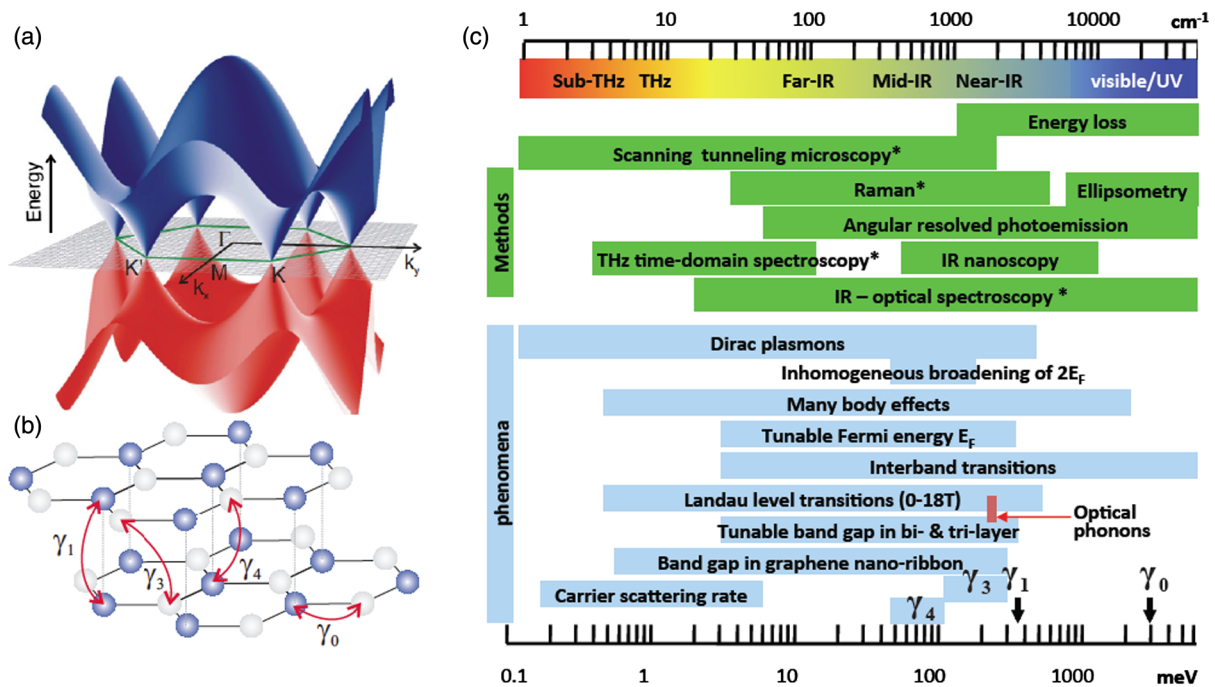 (a)
Energy
Γ
K'
M
K
kₓ
kᵧ
(b)
γ₁
γ₃
γ₄
γ₀
(c)
1 10 100 1000 10000 cm⁻¹
Sub-THz THz Far-IR Mid-IR Near-IR visible/UV
Methods
Energy loss
Scanning tunneling microscopy*
Raman*
Ellipsometry
Angular resolved photoemission
THz time-domain spectroscopy*
IR nanoscopy
IR – optical spectroscopy *
phenomena
Dirac plasmons
Inhomogeneous broadening of 2E_F
Many body effects
Tunable Fermi energy E_F
Interband transitions
Landau level transitions (0-18T)
Optical
phonons
Tunable band gap in bi- & tri-layer
Band gap in graphene nano-ribbon
γ₃ γ₁ γ₀
Carrier scattering rate
γ₄
0.1 1 10 100 1000 meV